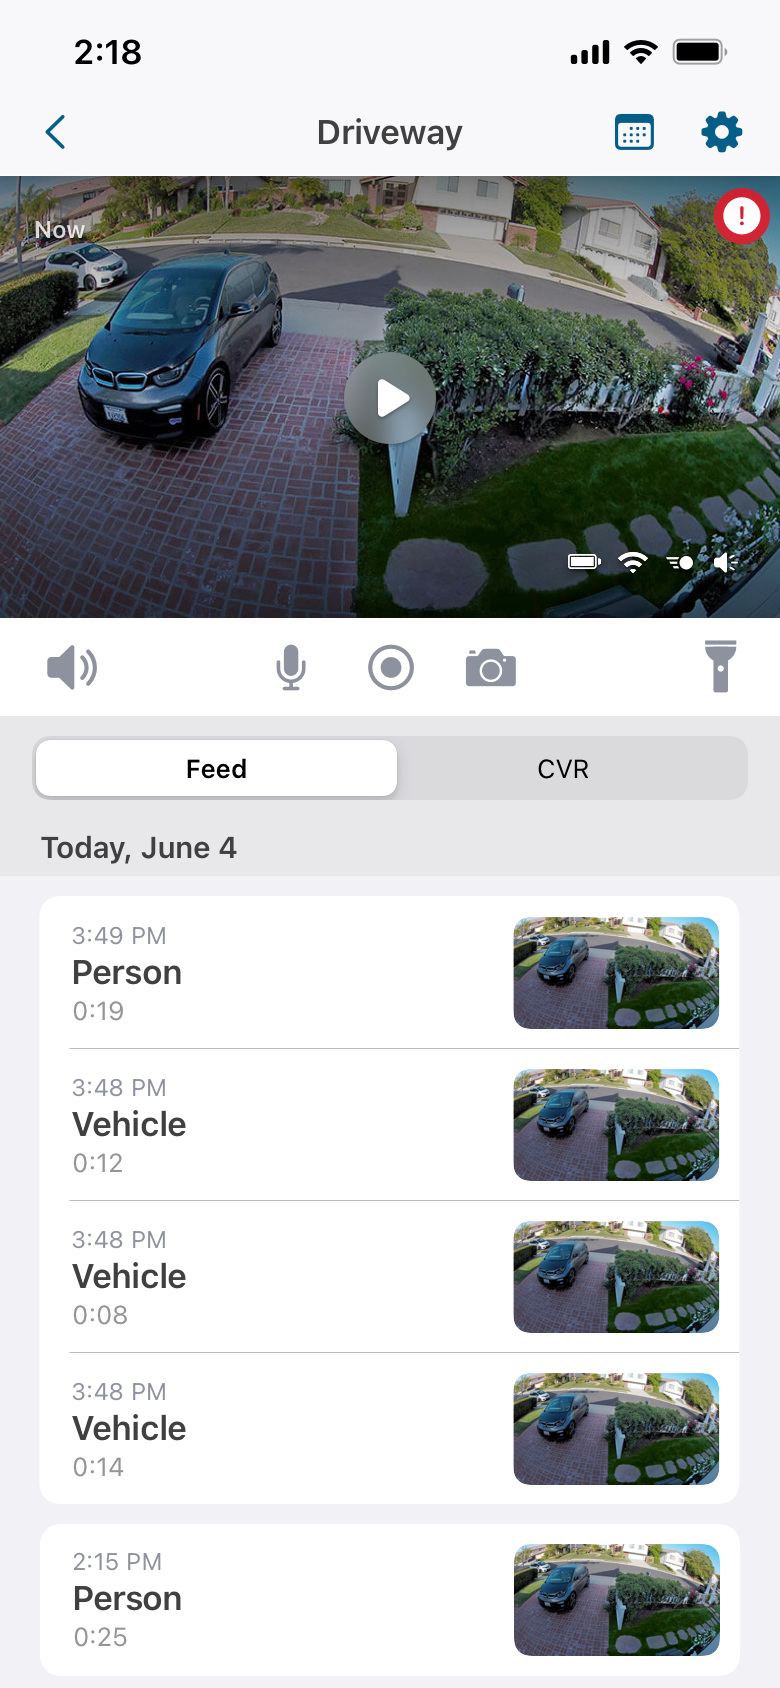 2:18
Driveway
Now
Feed
CVR
Today, June 4
3:49 PM
Person
0:19
3:48 PM
Vehicle
0:12
3:48 PM
Vehicle
0:08
3:48 PM
Vehicle
0:14
2:15 PM
Person
0:25